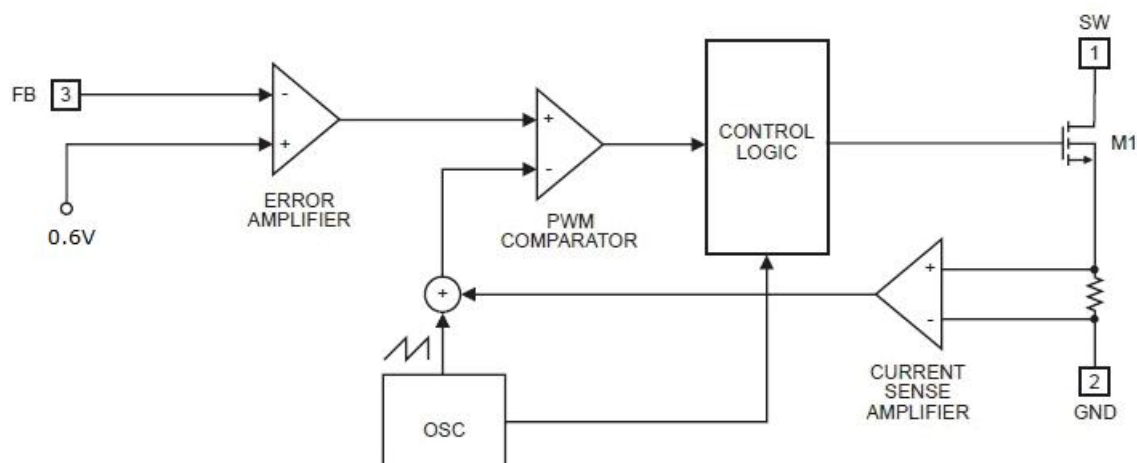 SW
1
FB 3
-
+
ERROR
AMPLIFIER
0.6V
+
-
PWM
COMPARATOR
CONTROL
LOGIC
M1
+
+
-
CURRENT
SENSE
AMPLIFIER
2
GND
OSC